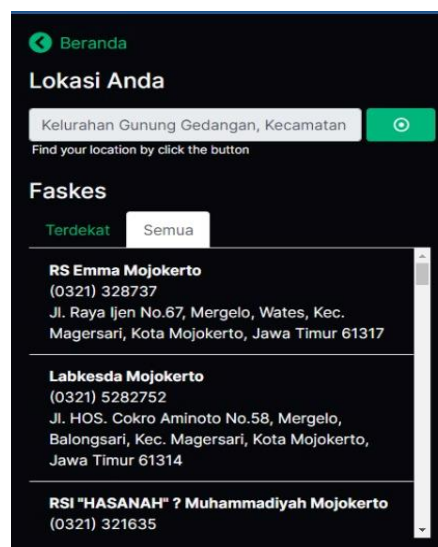 Beranda
Lokasi Anda
Kelurahan Gunung Gedangan, Kecamatan
Find your location by click the button
Faskes
Terdekat Semua
RS Emma Mojokerto
(0321) 328737
Jl. Raya Ijen No.67, Mergelo, Wates, Kec.
Magersari, Kota Mojokerto, Jawa Timur 61317
Labkesda Mojokerto
(0321) 5282752
Jl. HOS. Cokro Aminoto No.58, Mergelo,
Balongsari, Kec. Magersari, Kota Mojokerto,
Jawa Timur 61314
RSI "HASANAH" ? Muhammadiyah Mojokerto
(0321) 321635